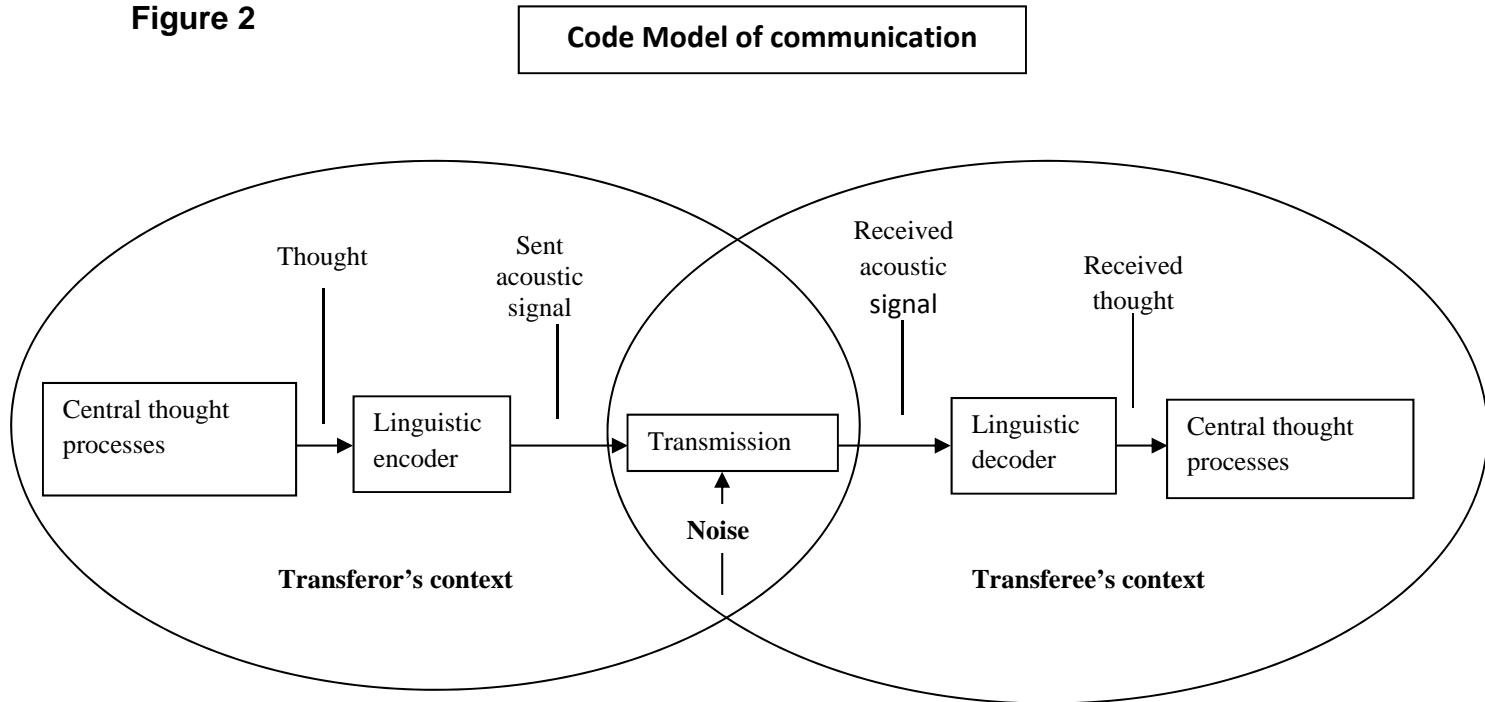 Figure 2
Code Model of communication
Thought
Sent
acoustic
signal
Received
acoustic
signal
Received
thought
Central thought
processes
Linguistic
encoder
Transmission
Linguistic
decoder
Central thought
processes
Noise
Transferor’s context
Transferee’s context